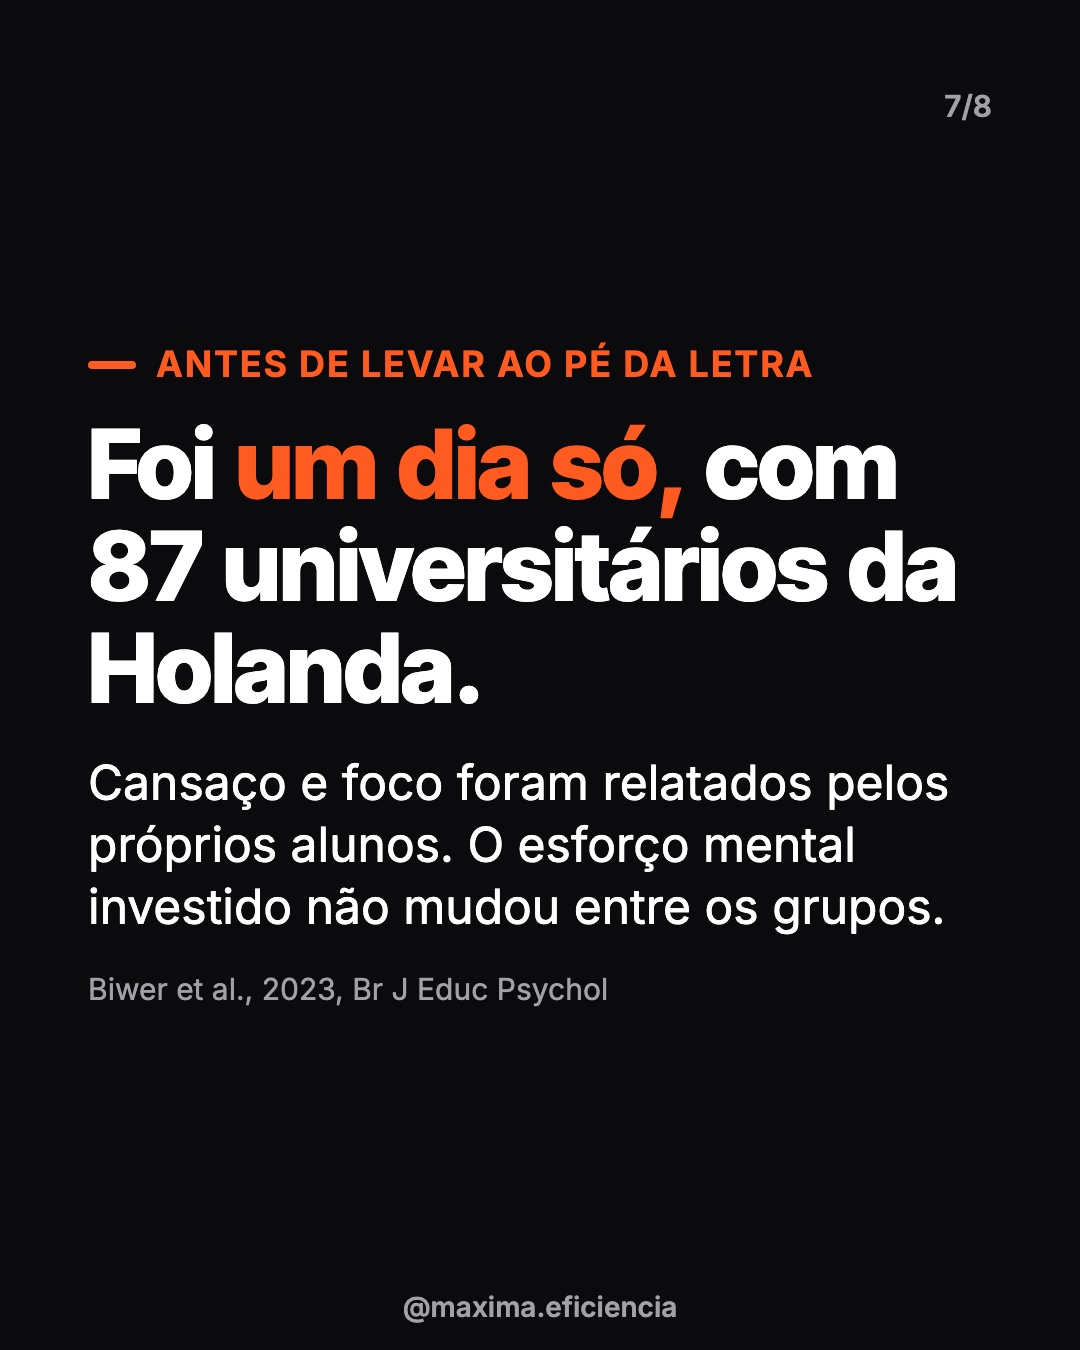 7/8
ANTES DE LEVAR AO PÉ DA LETRA
Foi um dia só, com
87 universitários da
Holanda.
Cansaço e foco foram relatados pelos
próprios alunos. O esforço mental
investido não mudou entre os grupos.
Biwer et al., 2023, Br J Educ Psychol
@maxima.eficiencia